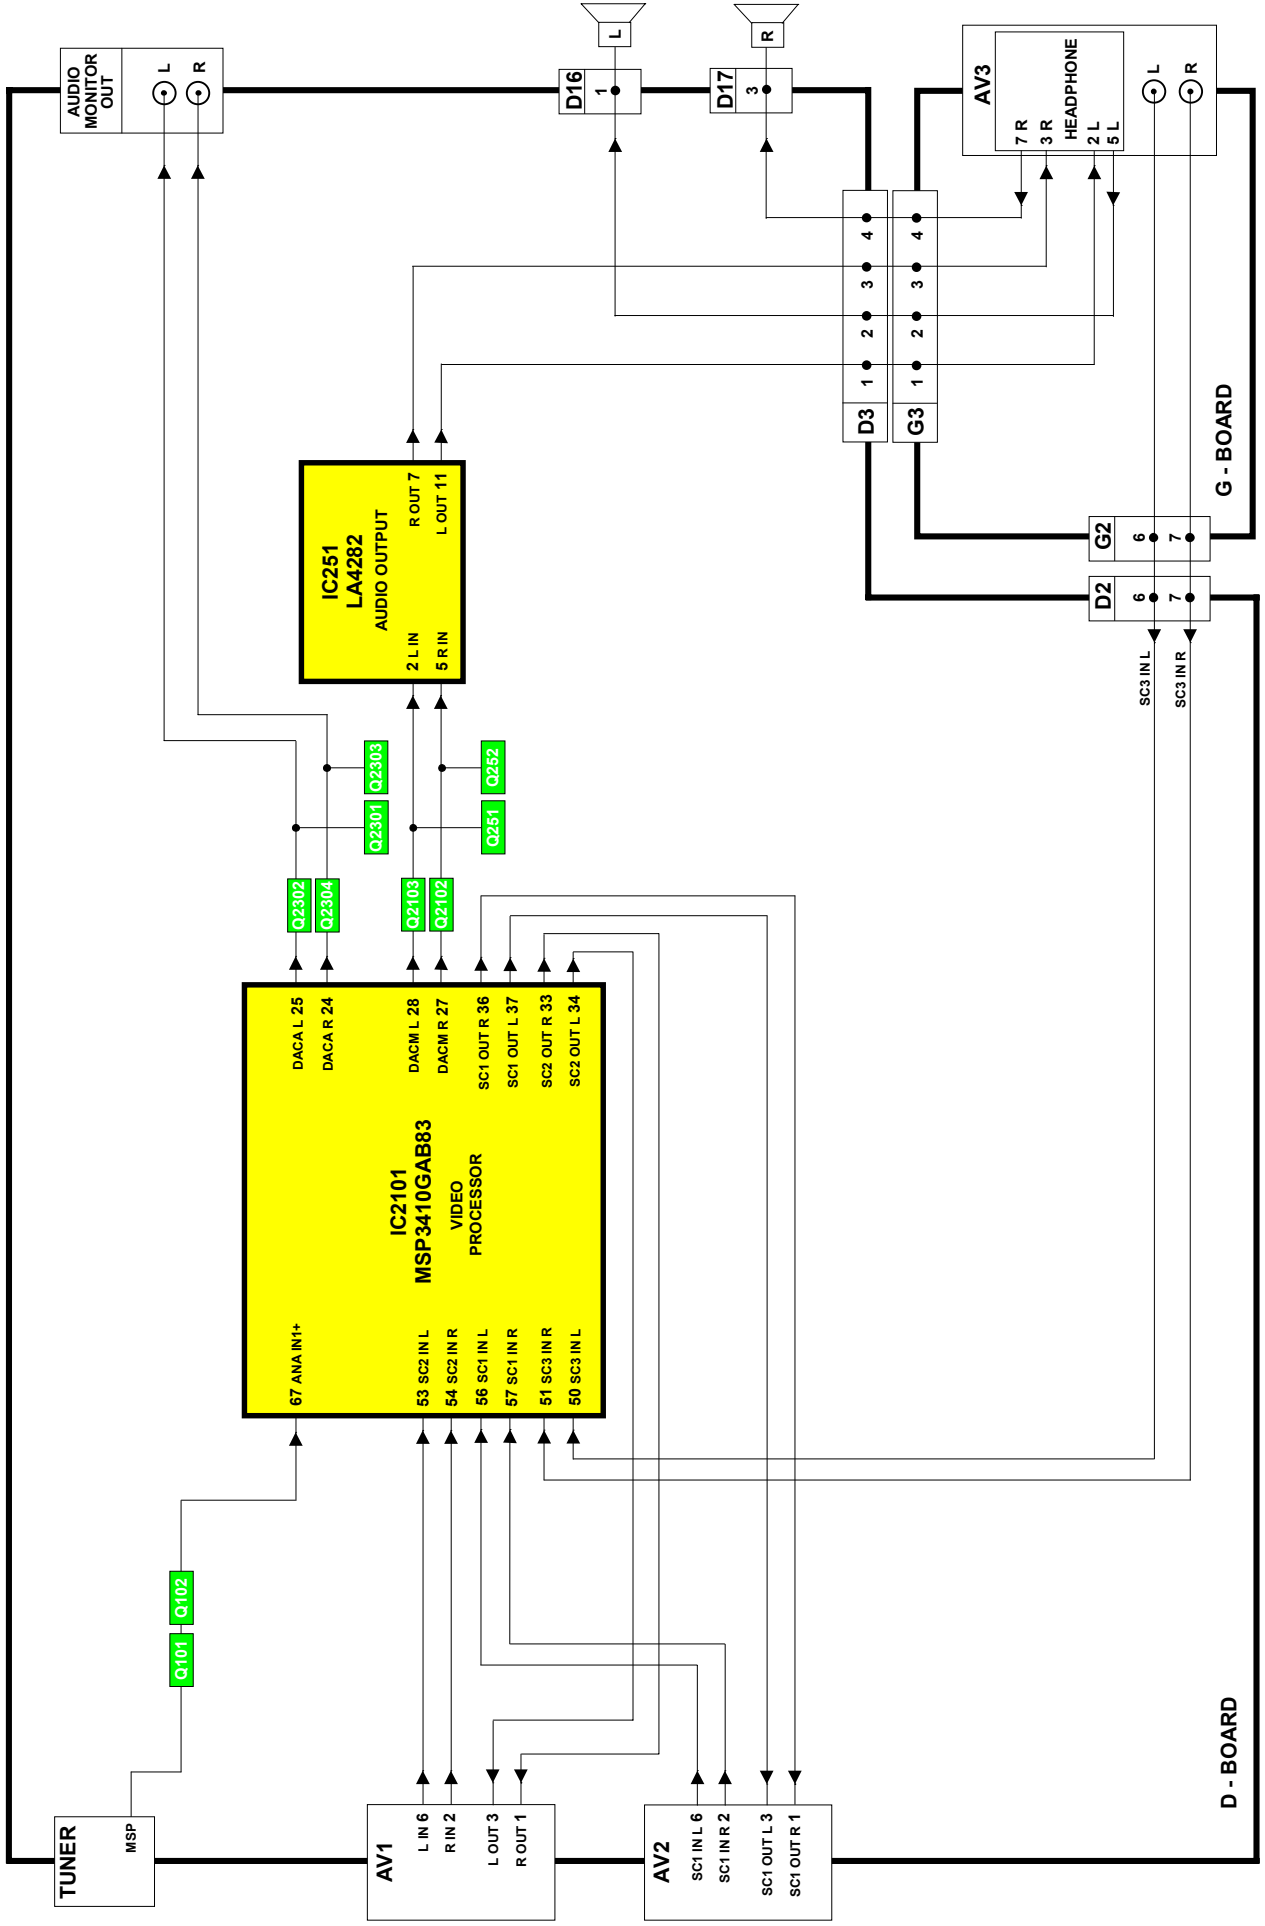 TUNER
MSP
Q101
Q102
AV1
L IN 6
R IN 2
L OUT 3
R OUT 1
AV2
SC1 IN L 6
SC1 IN R 2
SC1 OUT L 3
SC1 OUT R 1
D - BOARD
67 ANA IN1+
53 SC2 IN L
54 SC2 IN R
56 SC1 IN L
57 SC1 IN R
51 SC3 IN R
50 SC3 IN L
IC2101
MSP3410GAB83
VIDEO
PROCESSOR
DACA L 25
DACA R 24
DACM L 28
DACM R 27
SC1 OUT R 36
SC1 OUT L 37
SC2 OUT R 33
SC2 OUT L 34
Q2302
Q2304
Q2103
Q2102
Q2301
Q2303
Q251
Q252
2 L IN
5 R IN
IC251
LA4282
AUDIO OUTPUT
R OUT 7
L OUT 11
AUDIO
MONITOR
OUT
L
R
D16
1
L
D17
3
R
D3
1
2
3
4
G3
1
2
3
4
AV3
7 R
3 R
HEADPHONE
2 L
5 L
L
R
G - BOARD
G2
6
7
D2
6
7
SC3 IN L
SC3 IN R